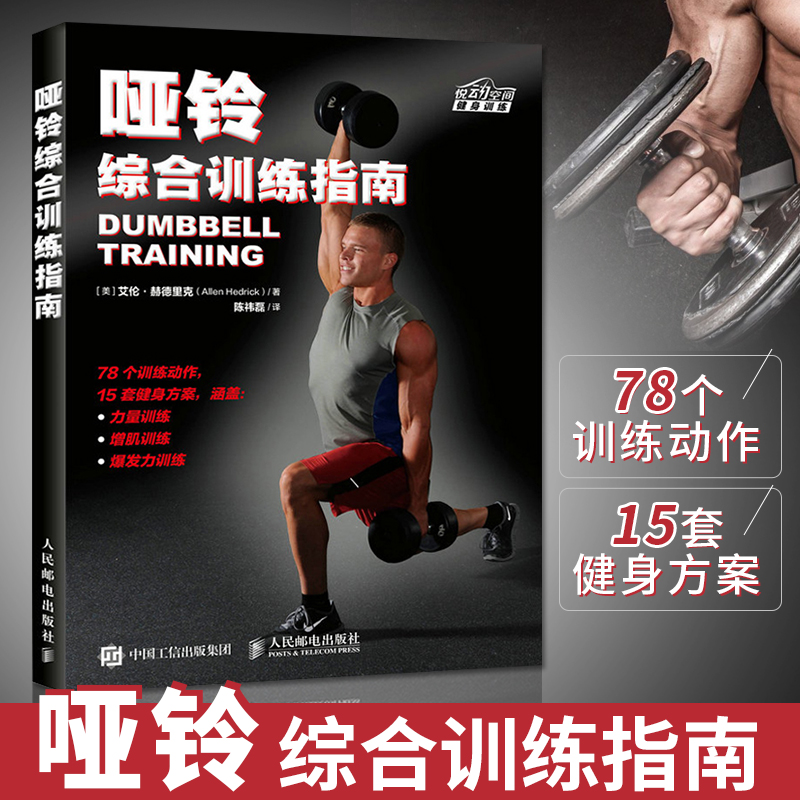 哑铃综合训练指南
人民邮电出版社
哑铃
综合训练指南
DUMBBELL
TRAINING
[美]艾伦·赫德里克(Allen Hedrick)/著
陈祎磊/译
悦动空间
健身训练
78个训练动作,
15套健身方案,涵盖:
• 力量训练
• 增肌训练
• 爆发力训练
中国工信出版集团
人民邮电出版社
POSTS & TELECOM PRESS
78个
训练动作
15套
健身方案
哑铃 综合训练指南